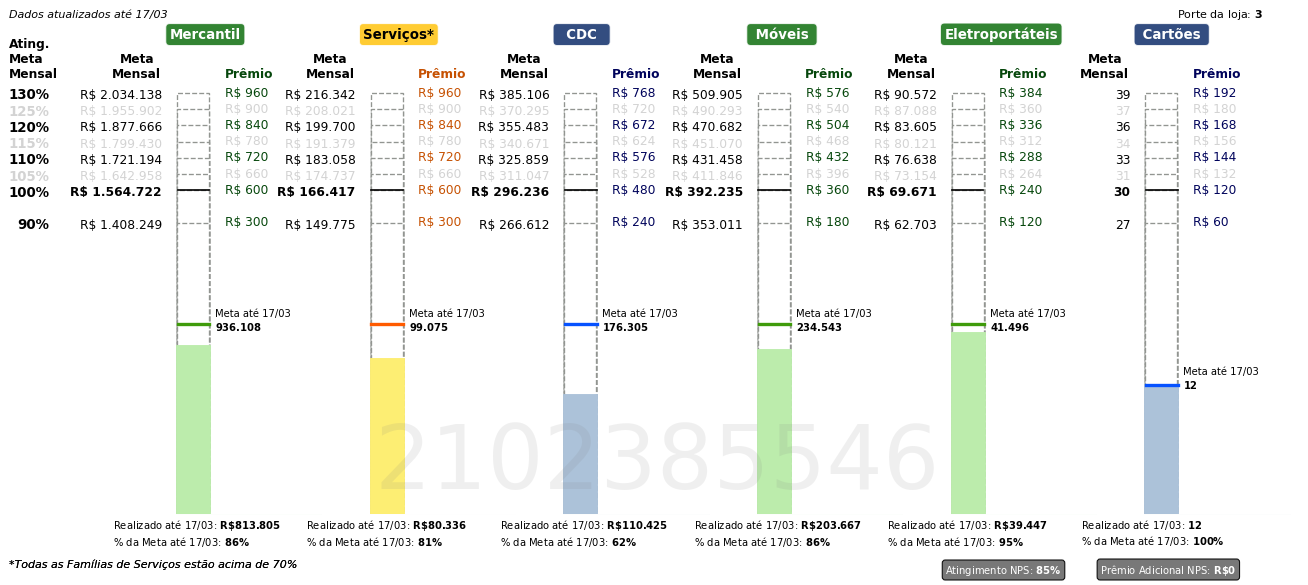 Dados atualizados até 17/03 Porte da loja: 3
Mercantil Serviços* CDC Móveis Eletroportáteis Cartões
Ating.
Meta Meta Meta Meta Meta Meta Meta
Mensal Mensal Prêmio Mensal Prêmio Mensal Prêmio Mensal Prêmio Mensal Prêmio Mensal Prêmio
130% R$ 2.034.138 R$ 960 R$ 216.342 R$ 960 R$ 385.106 R$ 768 R$ 509.905 R$ 576 R$ 90.572 R$ 384 39 R$ 192
125% R$ 1.955.902 R$ 900 R$ 208.021 R$ 900 R$ 370.295 R$ 720 R$ 490.293 R$ 540 R$ 87.088 R$ 360 37 R$ 180
120% R$ 1.877.666 R$ 840 R$ 199.700 R$ 840 R$ 355.483 R$ 672 R$ 470.682 R$ 504 R$ 83.605 R$ 336 36 R$ 168
115% R$ 1.799.430 R$ 780 R$ 191.379 R$ 780 R$ 340.671 R$ 624 R$ 451.070 R$ 468 R$ 80.121 R$ 312 34 R$ 156
110% R$ 1.721.194 R$ 720 R$ 183.058 R$ 720 R$ 325.859 R$ 576 R$ 431.458 R$ 432 R$ 76.638 R$ 288 33 R$ 144
105% R$ 1.642.958 R$ 660 R$ 174.737 R$ 660 R$ 311.047 R$ 528 R$ 411.846 R$ 396 R$ 73.154 R$ 264 31 R$ 132
100% R$ 1.564.722 R$ 600 R$ 166.417 R$ 600 R$ 296.236 R$ 480 R$ 392.235 R$ 360 R$ 69.671 R$ 240 30 R$ 120
90% R$ 1.408.249 R$ 300 R$ 149.775 R$ 300 R$ 266.612 R$ 240 R$ 353.011 R$ 180 R$ 62.703 R$ 120 27 R$ 60
Meta até 17/03 Meta até 17/03 Meta até 17/03 Meta até 17/03 Meta até 17/03
936.108 99.075 176.305 234.543 41.496
Meta até 17/03
12
2102385546
Realizado até 17/03: R$813.805 Realizado até 17/03: R$80.336 Realizado até 17/03: R$110.425 Realizado até 17/03: R$203.667 Realizado até 17/03: R$39.447 Realizado até 17/03: 12
% da Meta até 17/03: 86% % da Meta até 17/03: 81% % da Meta até 17/03: 62% % da Meta até 17/03: 86% % da Meta até 17/03: 95% % da Meta até 17/03: 100%
*Todas as Famílias de Serviços estão acima de 70% Atingimento NPS: 85% Prêmio Adicional NPS: R$0